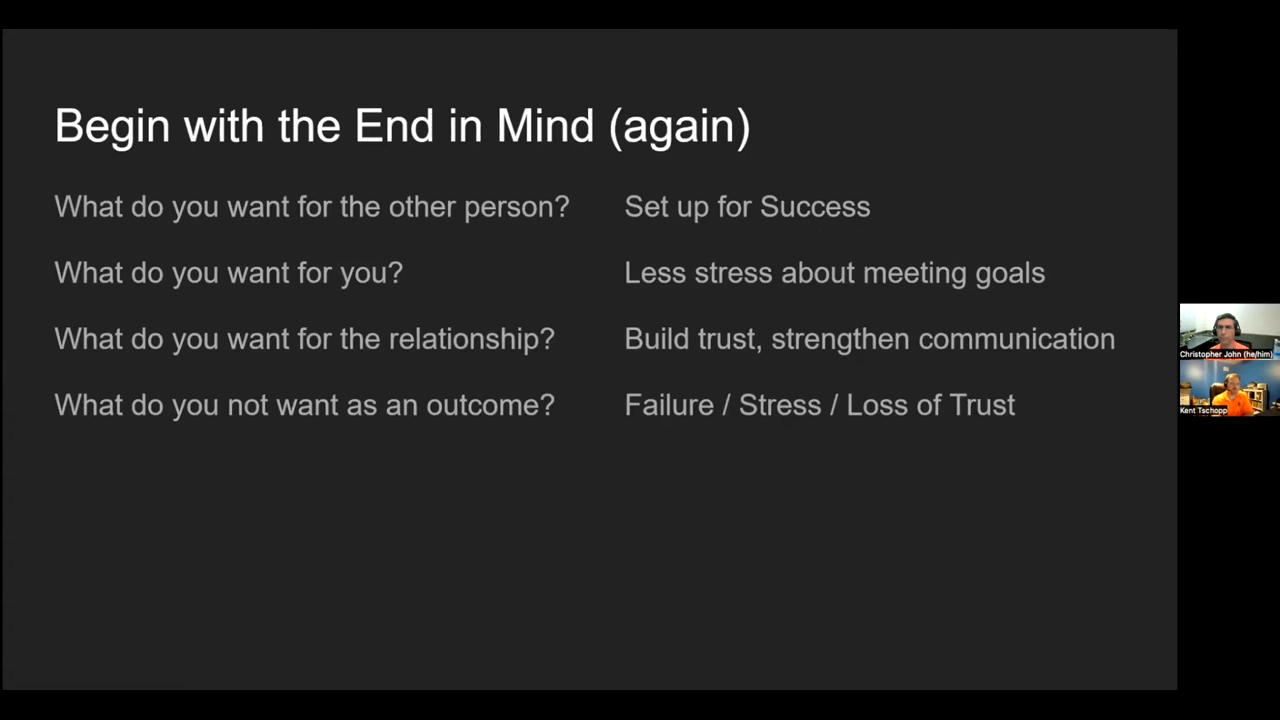 Begin with the End in Mind (again)
What do you want for the other person? Set up for Success
What do you want for you? Less stress about meeting goals
What do you want for the relationship? Build trust, strengthen communication
What do you not want as an outcome? Failure / Stress / Loss of Trust
Christopher John (he/him)
Kent Tschopp